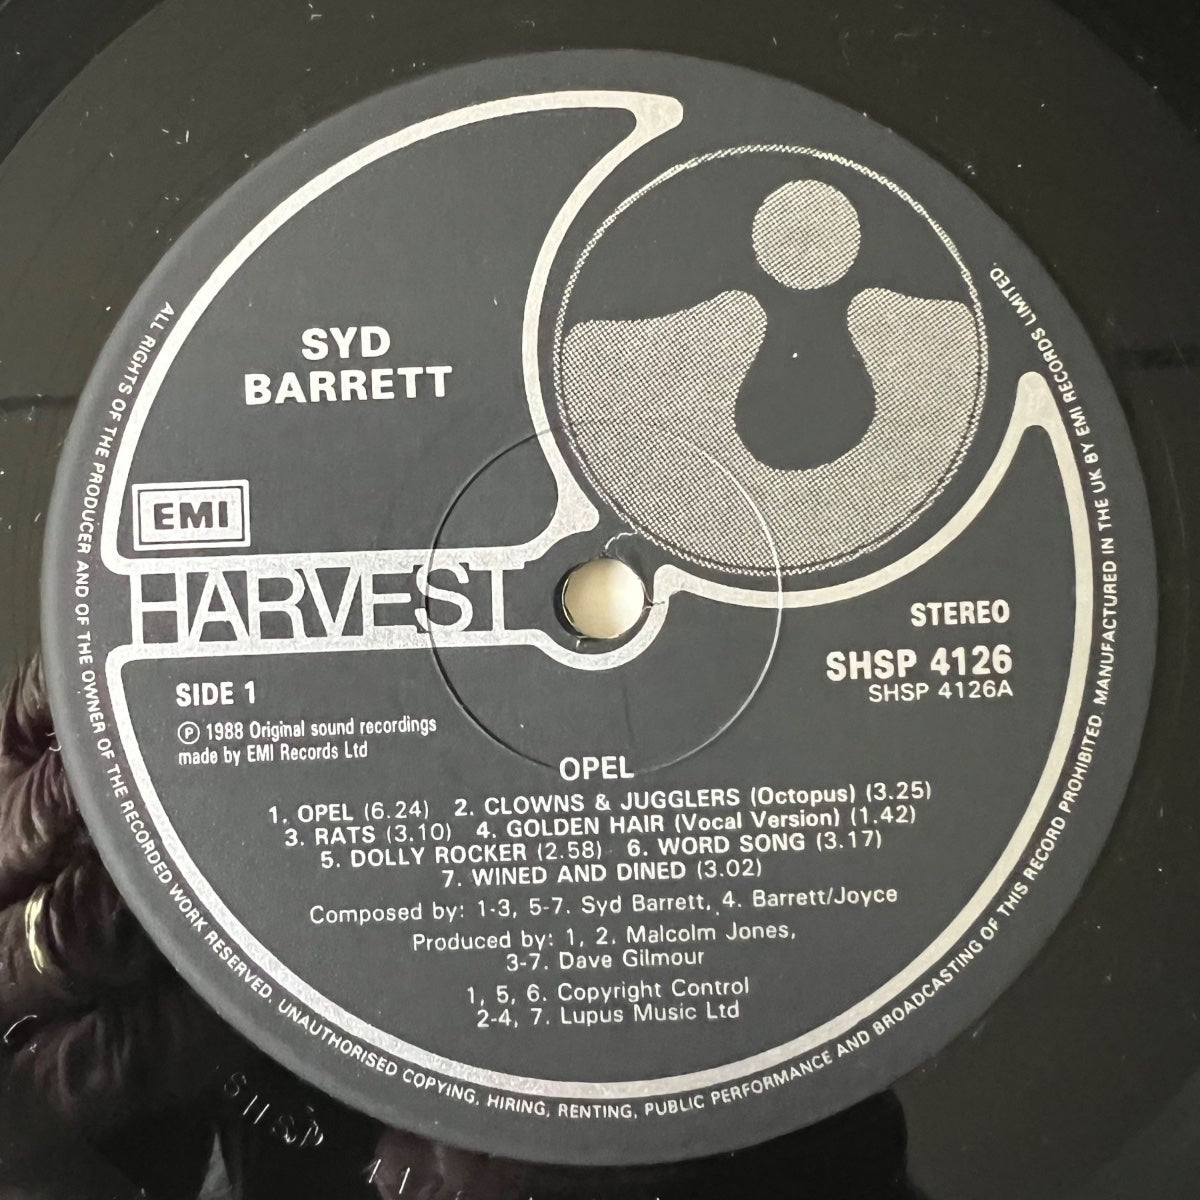 SYD
BARRETT
EMI
HARVEST
STEREO
SHSP 4126
SHSP 4126A
SIDE 1
Ⓟ 1988 Original sound recordings
made by EMI Records Ltd
OPEL
1. OPEL (6.24) 2. CLOWNS & JUGGLERS (Octopus) (3.25)
3. RATS (3.10) 4. GOLDEN HAIR (Vocal Version) (1.42)
5. DOLLY ROCKER (2.58) 6. WORD SONG (3.17)
7. WINED AND DINED (3.02)
Composed by: 1-3, 5-7. Syd Barrett, 4. Barrett/Joyce
Produced by: 1, 2. Malcolm Jones,
3-7. Dave Gilmour
1, 5, 6. Copyright Control
2-4, 7. Lupus Music Ltd
ALL RIGHTS OF THE PRODUCER AND OF THE OWNER OF THE RECORDED WORK RESERVED. UNAUTHORISED COPYING, HIRING, RENTING, PUBLIC PERFORMANCE AND BROADCASTING OF THIS RECORD PROHIBITED. MANUFACTURED IN THE UK BY EMI RECORDS LIMITED.
SHSP